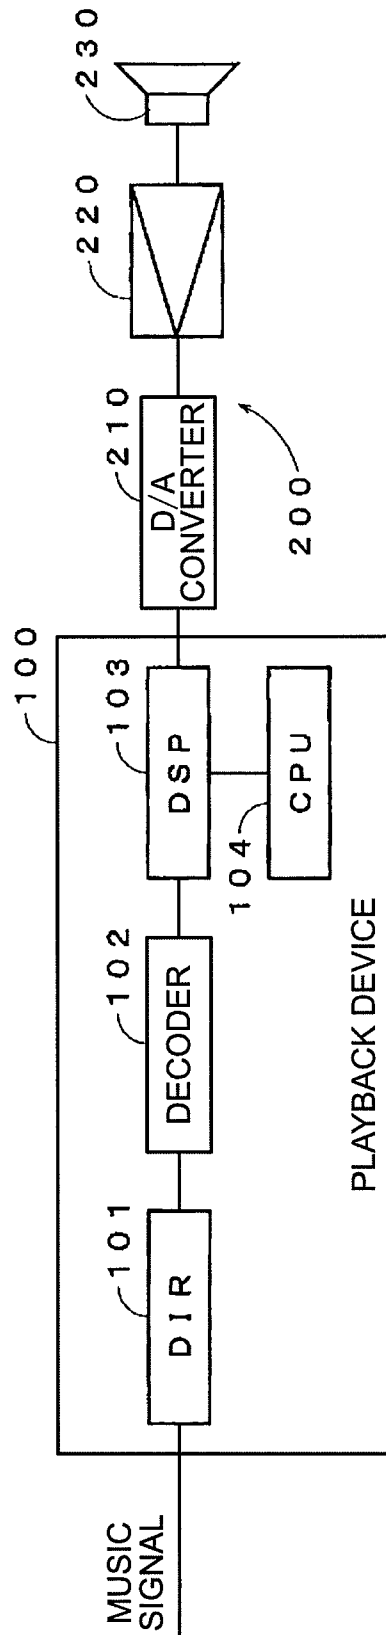 MUSIC
SIGNAL
100
101
DIR
102
DECODER
103
DSP
104
CPU
PLAYBACK DEVICE
210
D/A
CONVERTER
200
220
230